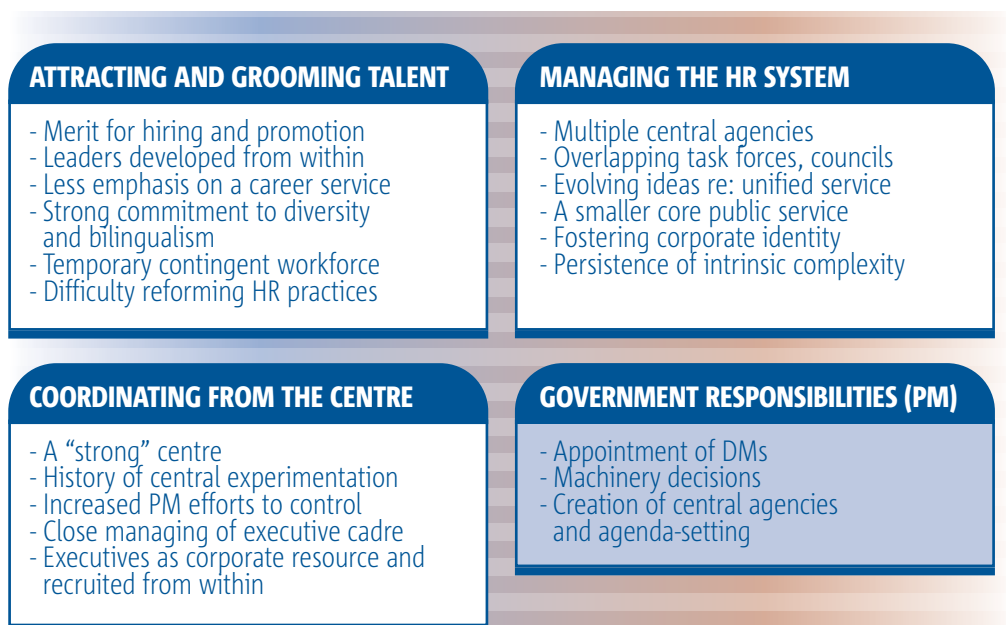 ATTRACTING AND GROOMING TALENT
- Merit for hiring and promotion
- Leaders developed from within
- Less emphasis on a career service
- Strong commitment to diversity
and bilingualism
- Temporary contingent workforce
- Difficulty reforming HR practices
MANAGING THE HR SYSTEM
- Multiple central agencies
- Overlapping task forces, councils
- Evolving ideas re: unified service
- A smaller core public service
- Fostering corporate identity
- Persistence of intrinsic complexity
COORDINATING FROM THE CENTRE
- A “strong” centre
- History of central experimentation
- Increased PM efforts to control
- Close managing of executive cadre
- Executives as corporate resource and
recruited from within
GOVERNMENT RESPONSIBILITIES (PM)
- Appointment of DMs
- Machinery decisions
- Creation of central agencies
and agenda-setting